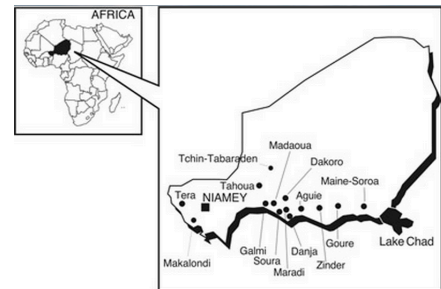 AFRICA
Madaoua
Tchin-Tabaraden
Dakoro
Tahoua
Aguie
Maine-Soroa
Tera
NIAMEY
Makalondi
Galmi
Soura
Maradi
Danja
Zinder
Goure
Lake Chad